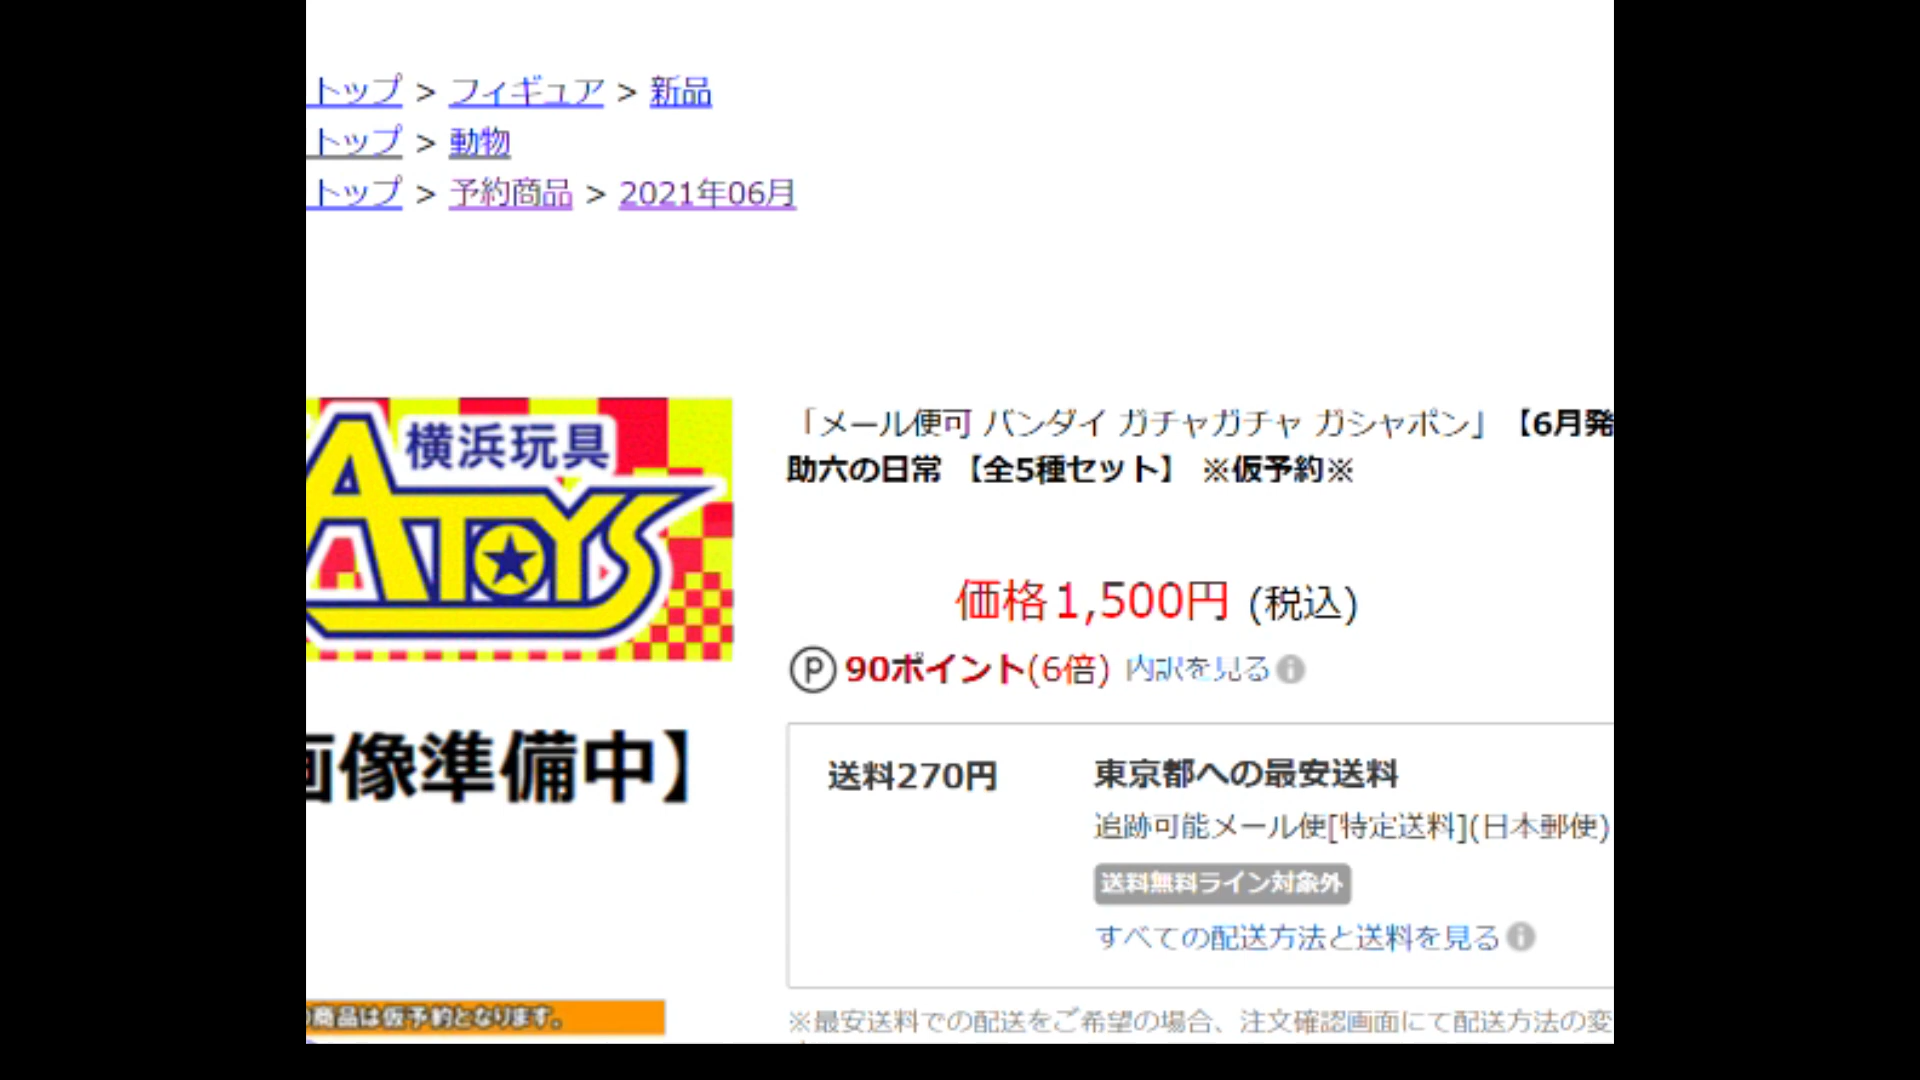 トップ > フィギュア > 新品
トップ > 動物
トップ > 予約商品 > 2021年06月
横浜玩具
ATOYS
「メール便可 バンダイ ガチャガチャ ガシャポン」【6月発
助六の日常 【全5種セット】 ※仮予約※
価格1,500円 (税込)
P 90ポイント(6倍) 内訳を見る i
像準備中】
送料270円 東京都への最安送料
追跡可能メール便[特定送料](日本郵便)
送料無料ライン対象外
すべての配送方法と送料を見る i
商品は仮予約となります。
※最安送料での配送をご希望の場合、注文確認画面にて配送方法の変